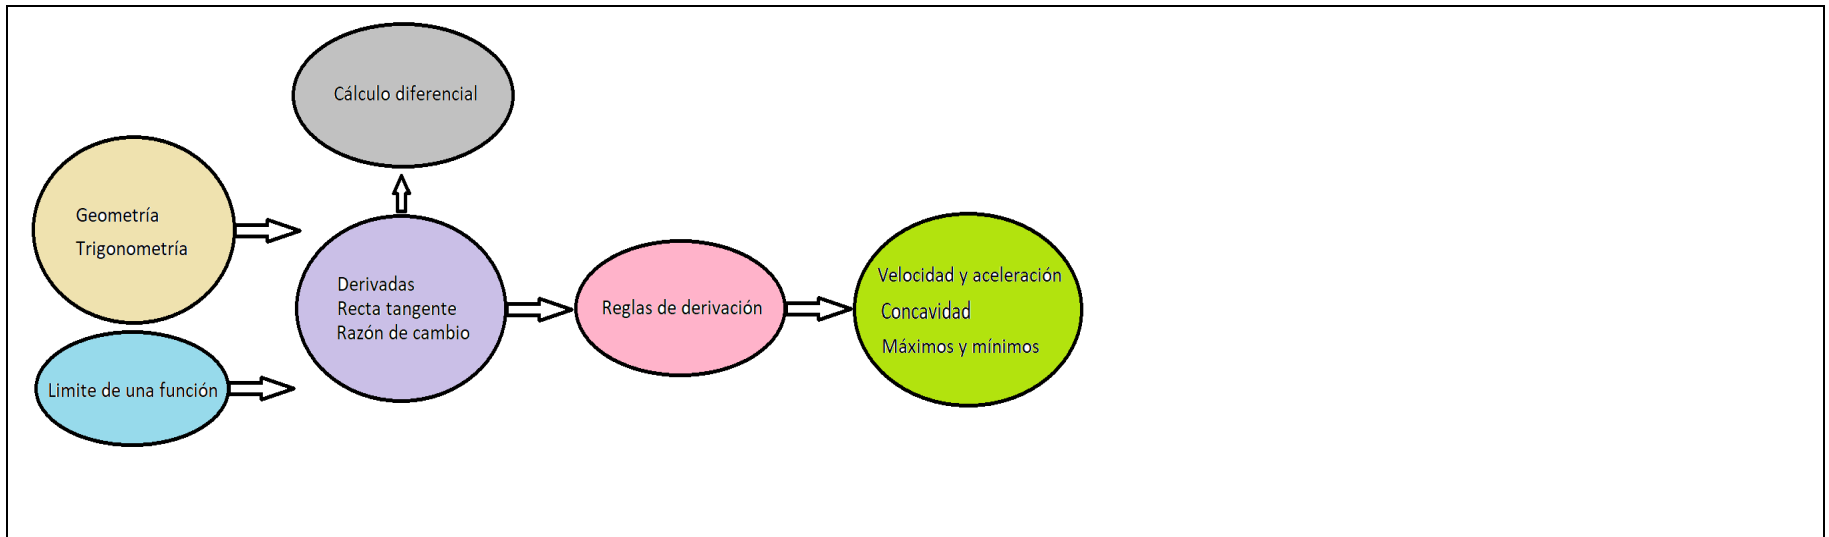 Cálculo diferencial
Geometría
Trigonometría
Limite de una función
Derivadas
Recta tangente
Razón de cambio
Reglas de derivación
Velocidad y aceleración
Concavidad
Máximos y mínimos